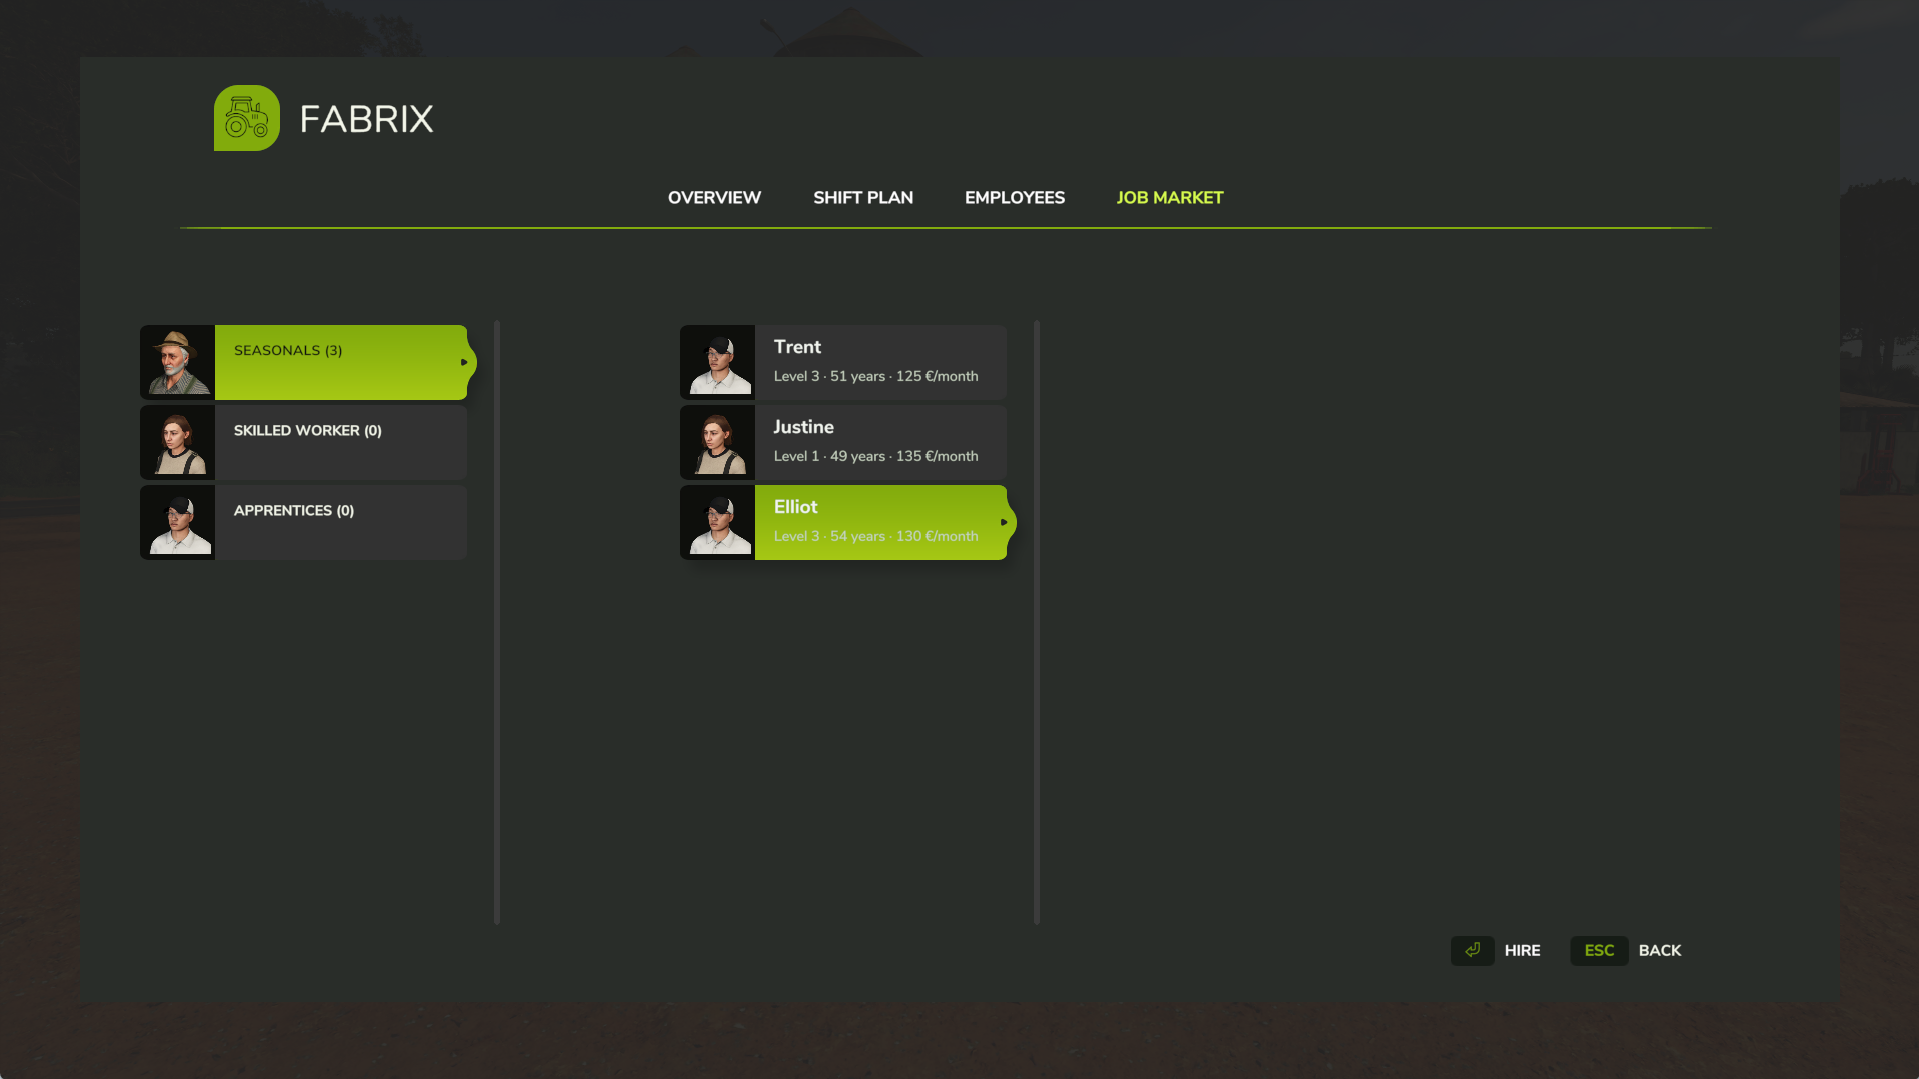 FABRIX
OVERVIEW
SHIFT PLAN
EMPLOYEES
JOB MARKET
SEASONALS (3)
SKILLED WORKER (0)
APPRENTICES (0)
Trent
Level 3 · 51 years · 125 €/month
Justine
Level 1 · 49 years · 135 €/month
Elliot
Level 3 · 54 years · 130 €/month
HIRE
ESC
BACK